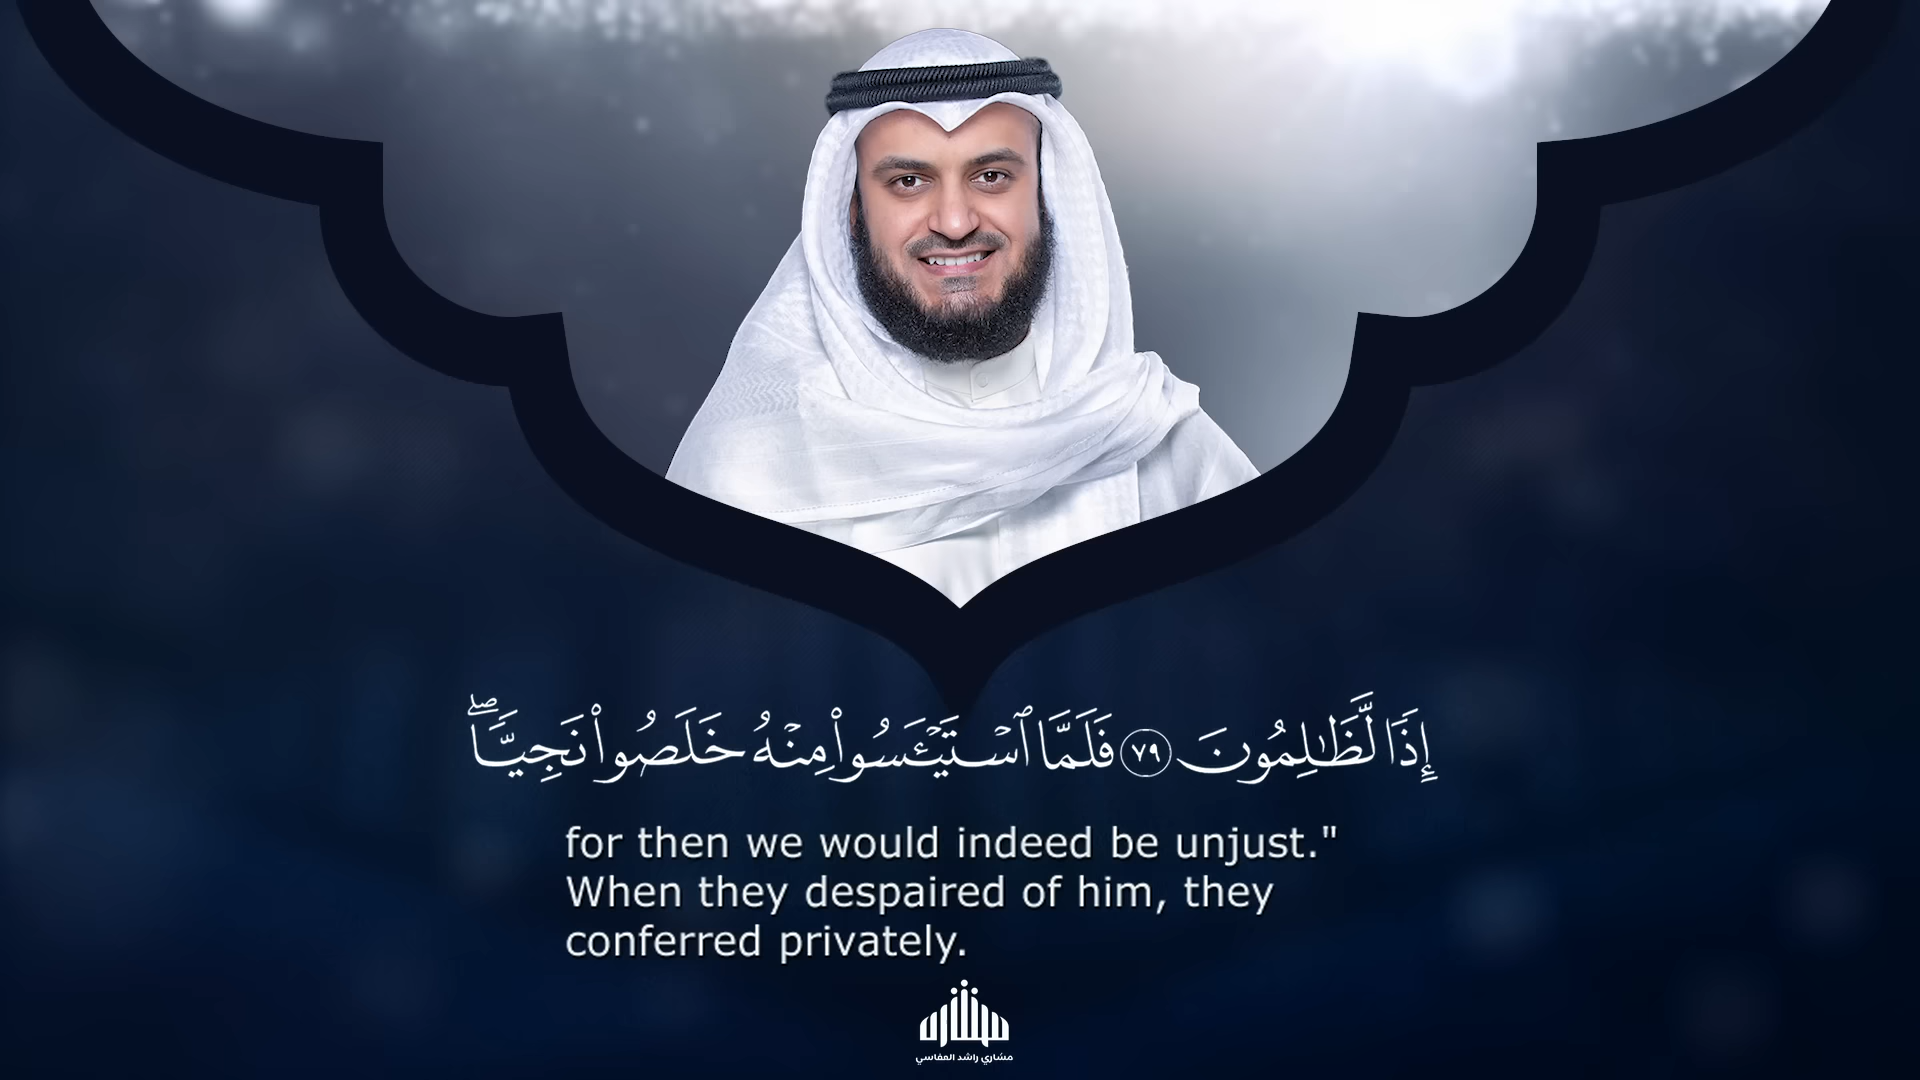 إِذًا لَّظَـٰلِمُونَ ٧٩ فَلَمَّا ٱسْتَيْـَٔسُوا۟ مِنْهُ خَلَصُوا۟ نَجِيًّا ۖ
for then we would indeed be unjust."
When they despaired of him, they
conferred privately.
مشاري
مشاري راشد العفاسي